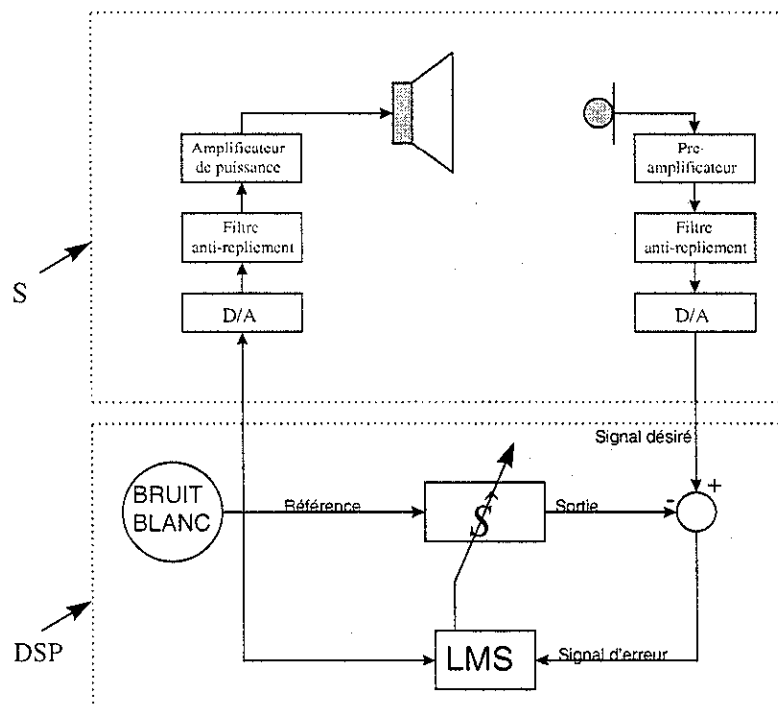 Amplificateur
de puissance
Pre-
amplificateur
Filtre
anti-repliement
Filtre
anti-repliement
S
D/A
D/A
Signal désiré
+
BRUIT
BLANC
Référence
S
Sortie
-
DSP
LMS
Signal d'erreur